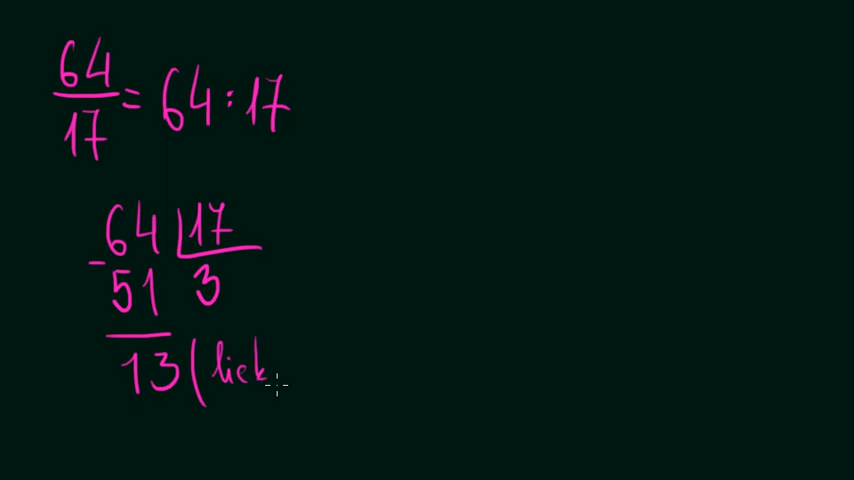 64/17 = 64 : 17
64 | 17
- 51 3
13 (liek